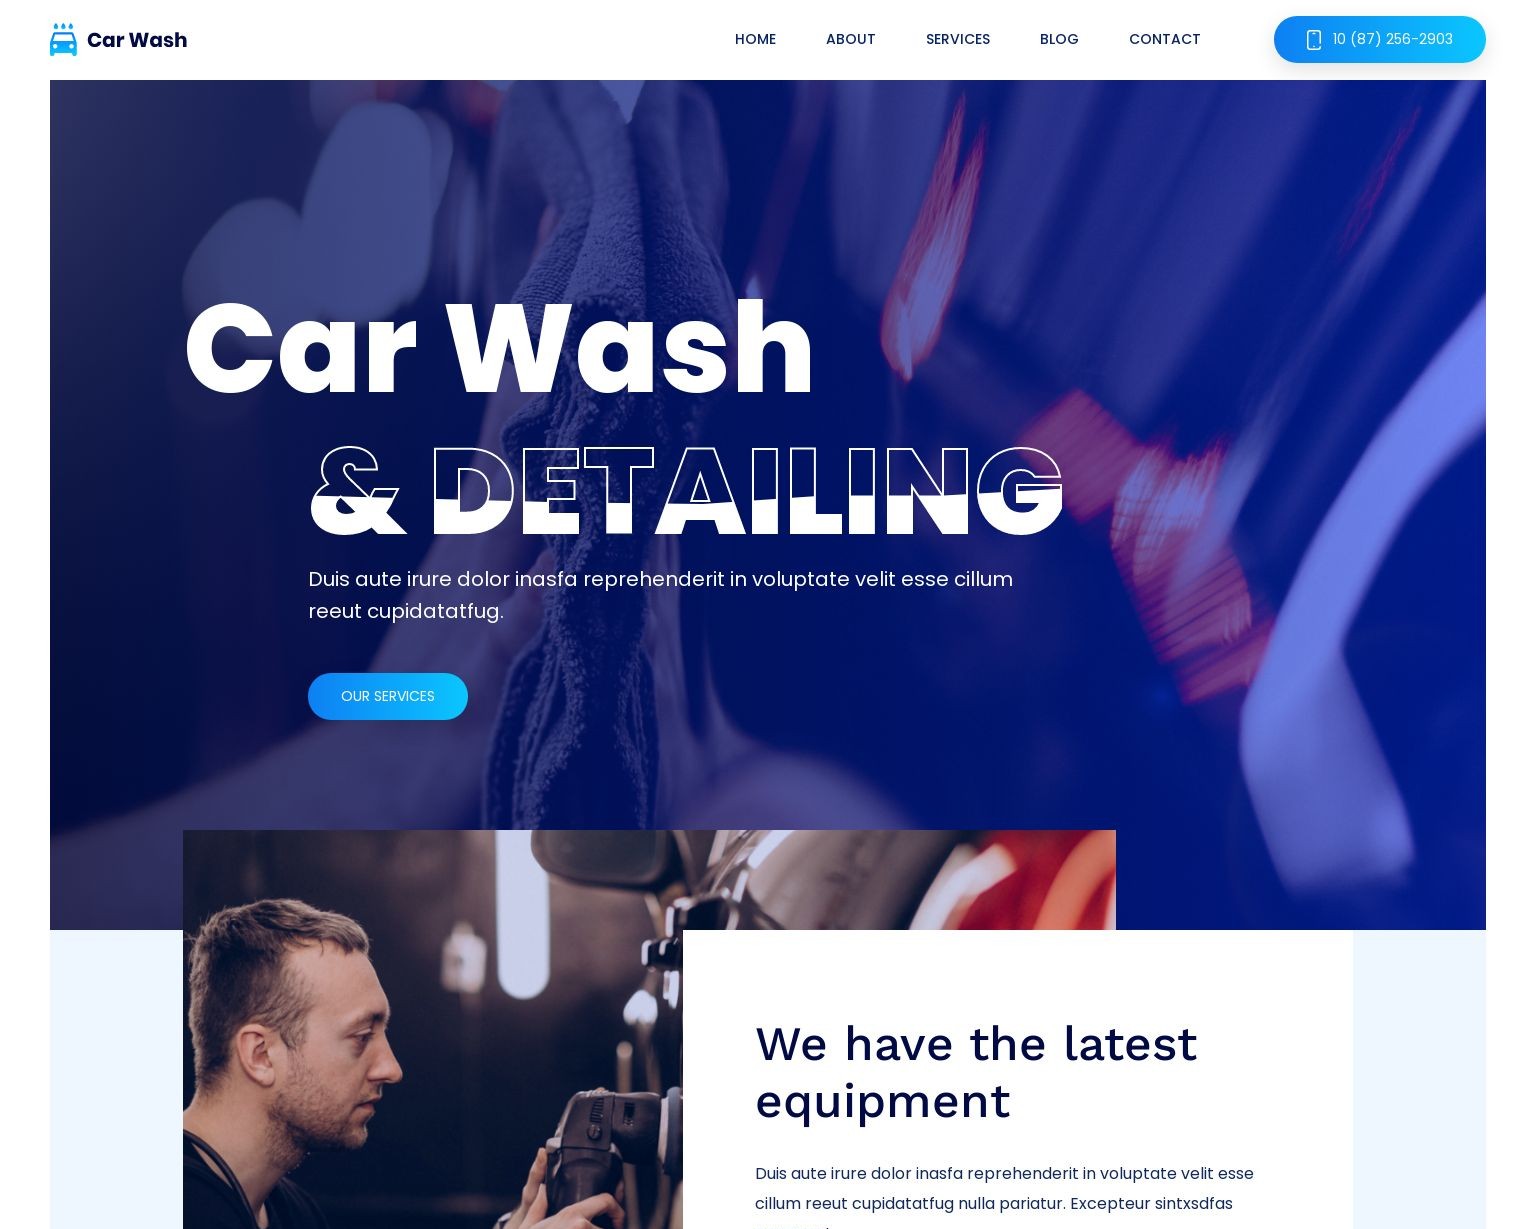 Car Wash
HOME
ABOUT
SERVICES
BLOG
CONTACT
10 (87) 256-2903
Car Wash
& DETAILING
Duis aute irure dolor inasfa reprehenderit in voluptate velit esse cillum
reeut cupidatatfug.
OUR SERVICES
We have the latest
equipment
Duis aute irure dolor inasfa reprehenderit in voluptate velit esse
cillum reeut cupidatatfug nulla pariatur. Excepteur sintxsdfas